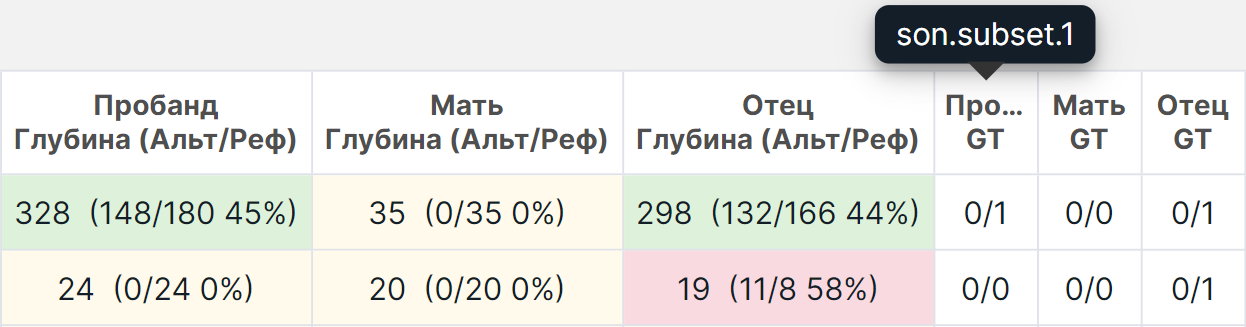 son.subset.1
Пробанд Мать Отец Про... Мать Отец
Глубина (Альт/Реф) Глубина (Альт/Реф) Глубина (Альт/Реф) GT GT GT
328 (148/180 45%) 35 (0/35 0%) 298 (132/166 44%) 0/1 0/0 0/1
24 (0/24 0%) 20 (0/20 0%) 19 (11/8 58%) 0/0 0/0 0/1